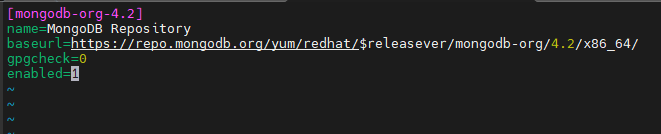 [mongodb-org-4.2]
name=MongoDB Repository
baseurl=https://repo.mongodb.org/yum/redhat/$releasever/mongodb-org/4.2/x86_64/
gpgcheck=0
enabled=1
~
~
~
~